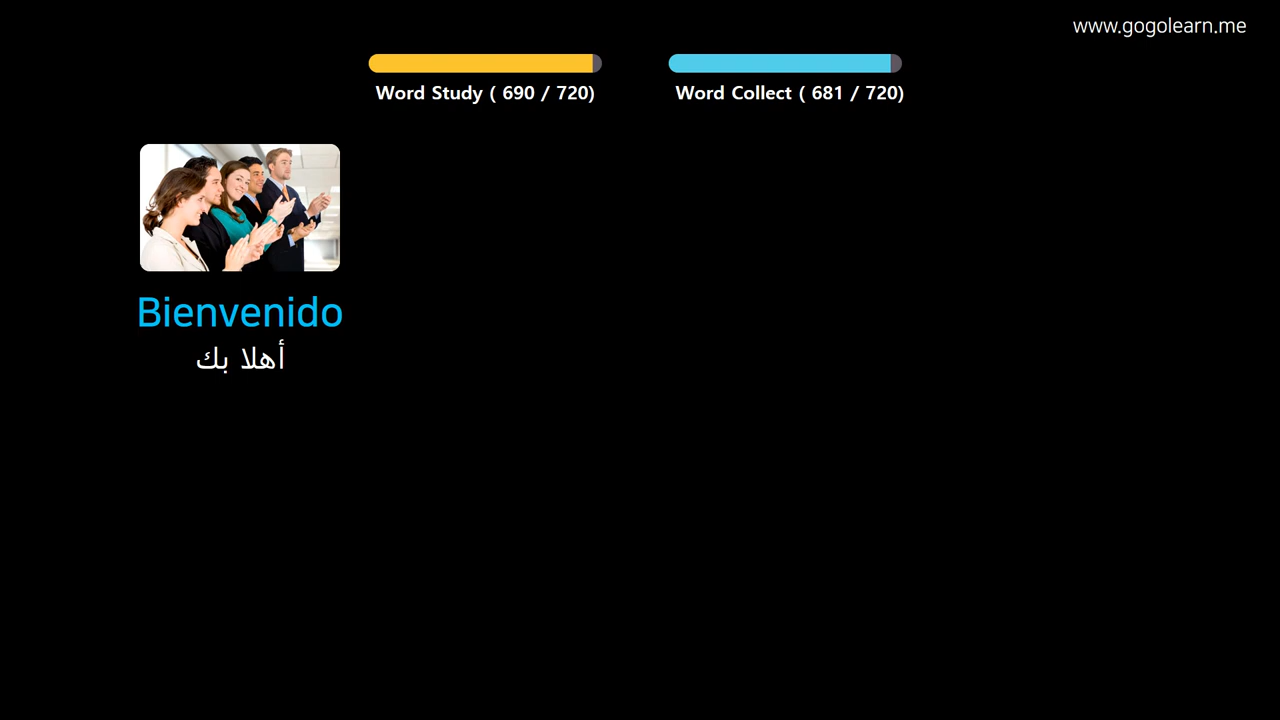 www.gogolearn.me
Word Study ( 690 / 720)
Word Collect ( 681 / 720)
Bienvenido
أهلا بك